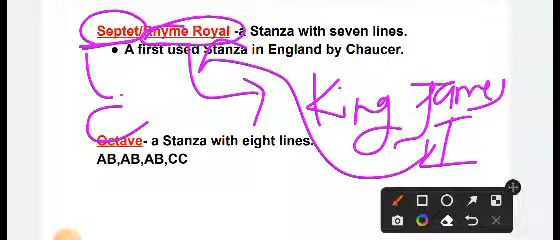 Septet/Rhyme Royal -a Stanza with seven lines.
● A first used Stanza in England by Chaucer.
King James
I
Octave- a Stanza with eight lines.
AB,AB,AB,CC